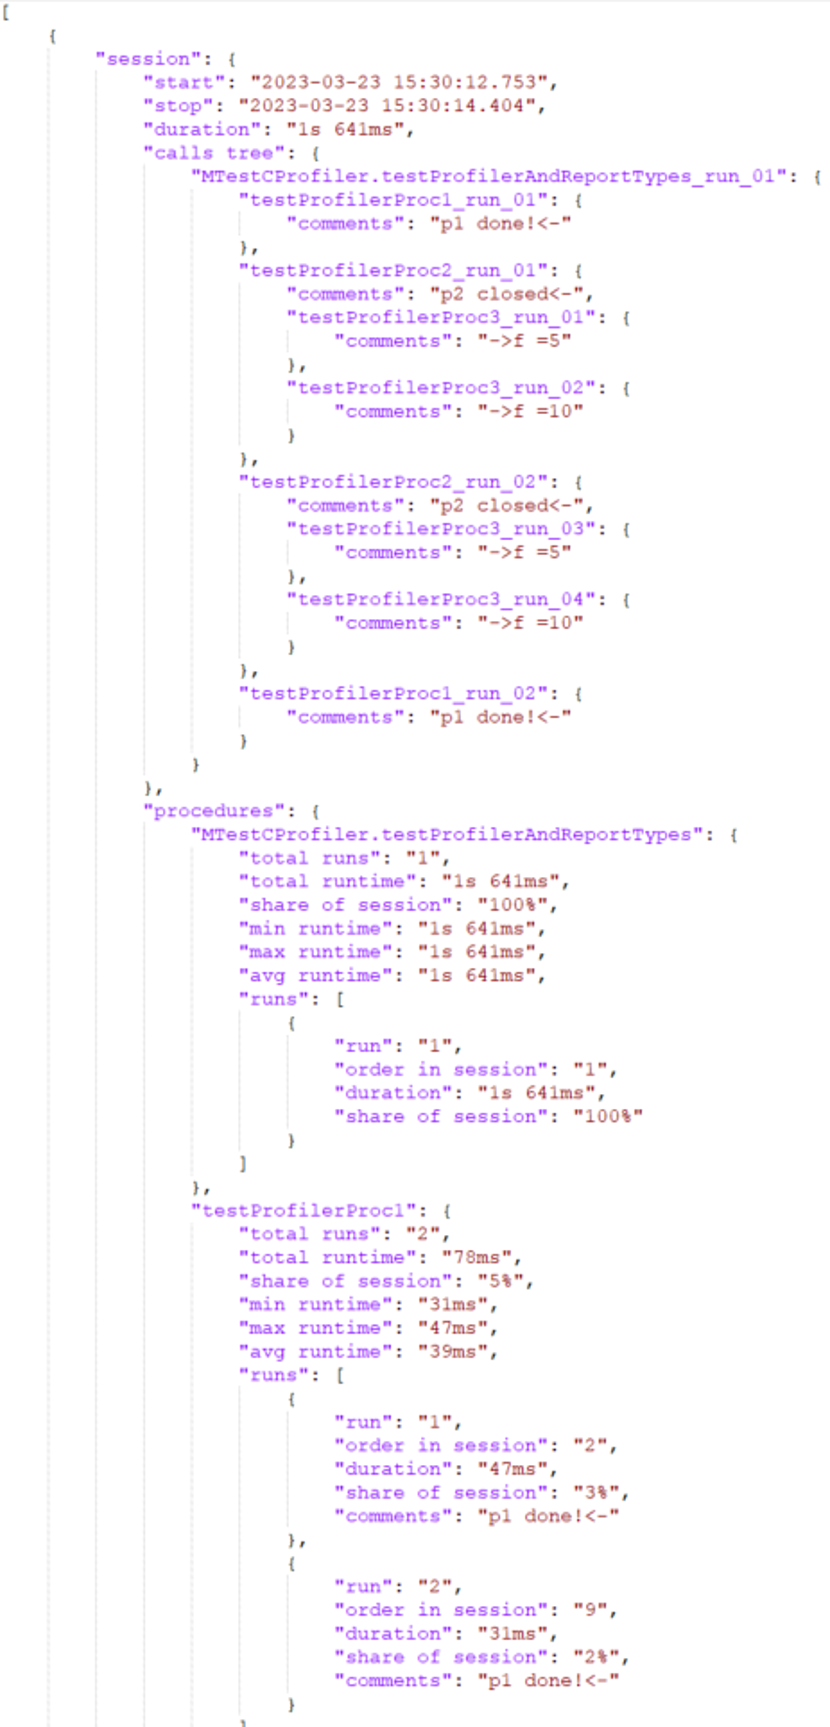 [
    {
        "session": {
            "start": "2023-03-23 15:30:12.753",
            "stop": "2023-03-23 15:30:14.404",
            "duration": "1s 641ms",
            "calls tree": {
                "MTestCProfiler.testProfilerAndReportTypes_run_01": {
                    "testProfilerProc1_run_01": {
                        "comments": "p1 done!<-"
                    },
                    "testProfilerProc2_run_01": {
                        "comments": "p2 closed<-",
                        "testProfilerProc3_run_01": {
                            "comments": "->f =5"
                        },
                        "testProfilerProc3_run_02": {
                            "comments": "->f =10"
                        }
                    },
                    "testProfilerProc2_run_02": {
                        "comments": "p2 closed<-",
                        "testProfilerProc3_run_03": {
                            "comments": "->f =5"
                        },
                        "testProfilerProc3_run_04": {
                            "comments": "->f =10"
                        }
                    },
                    "testProfilerProc1_run_02": {
                        "comments": "p1 done!<-"
                    }
                }
            },
            "procedures": {
                "MTestCProfiler.testProfilerAndReportTypes": {
                    "total runs": "1",
                    "total runtime": "1s 641ms",
                    "share of session": "100%",
                    "min runtime": "1s 641ms",
                    "max runtime": "1s 641ms",
                    "avg runtime": "1s 641ms",
                    "runs": [
                        {
                            "run": "1",
                            "order in session": "1",
                            "duration": "1s 641ms",
                            "share of session": "100%"
                        }
                    ]
                },
                "testProfilerProc1": {
                    "total runs": "2",
                    "total runtime": "78ms",
                    "share of session": "5%",
                    "min runtime": "31ms",
                    "max runtime": "47ms",
                    "avg runtime": "39ms",
                    "runs": [
                        {
                            "run": "1",
                            "order in session": "2",
                            "duration": "47ms",
                            "share of session": "3%",
                            "comments": "p1 done!<-"
                        },
                        {
                            "run": "2",
                            "order in session": "9",
                            "duration": "31ms",
                            "share of session": "2%",
                            "comments": "p1 done!<-"
                        }
                    ]